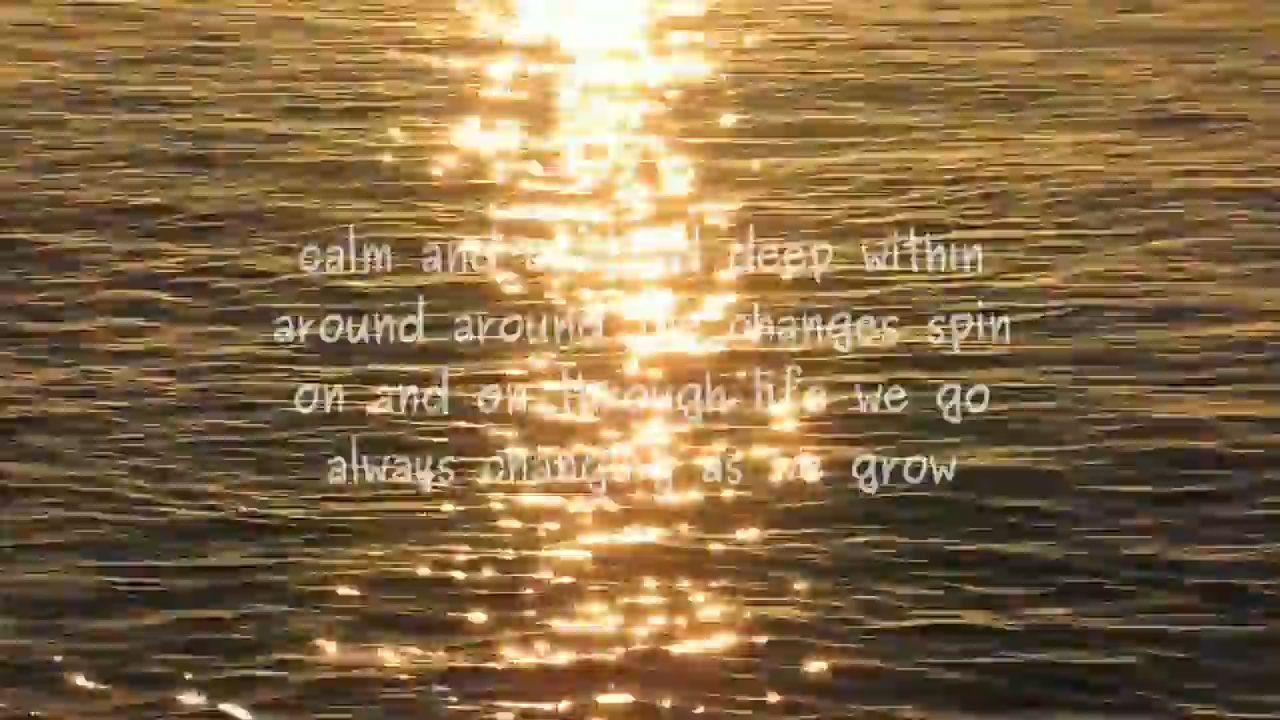 calm and deep within
around around the changes spin
on and on through life we go
always changing as we grow